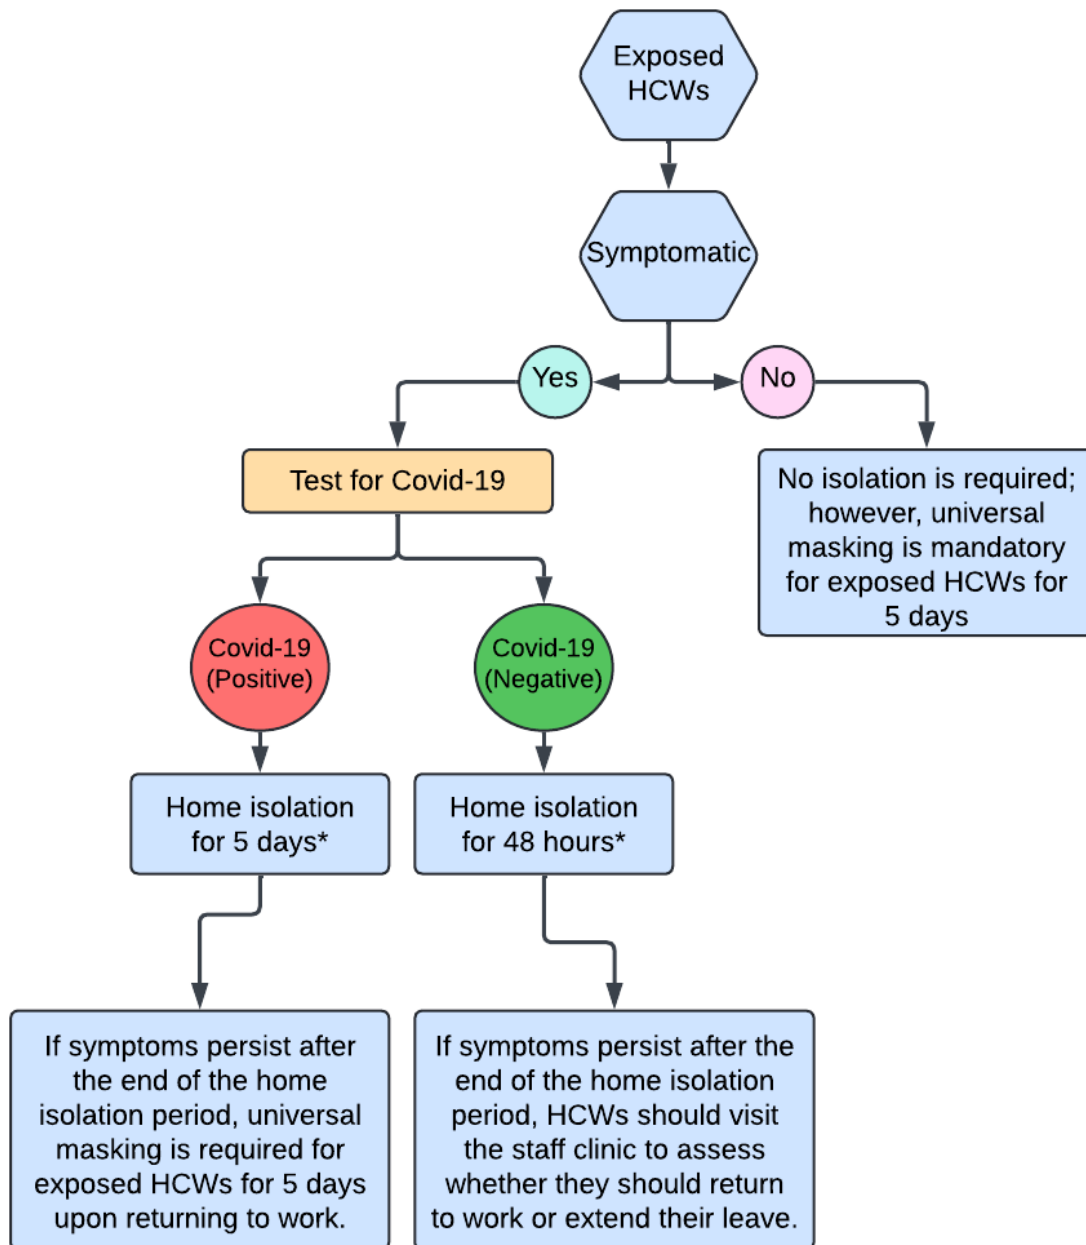 Exposed
HCWs
Symptomatic
Yes
No
Test for Covid-19
No isolation is required;
however, universal
masking is mandatory
for exposed HCWs for
5 days
Covid-19
(Positive)
Covid-19
(Negative)
Home isolation
for 5 days*
Home isolation
for 48 hours*
If symptoms persist after
the end of the home
isolation period, universal
masking is required for
exposed HCWs for 5 days
upon returning to work.
If symptoms persist after the
end of the home isolation
period, HCWs should visit
the staff clinic to assess
whether they should return
to work or extend their leave.